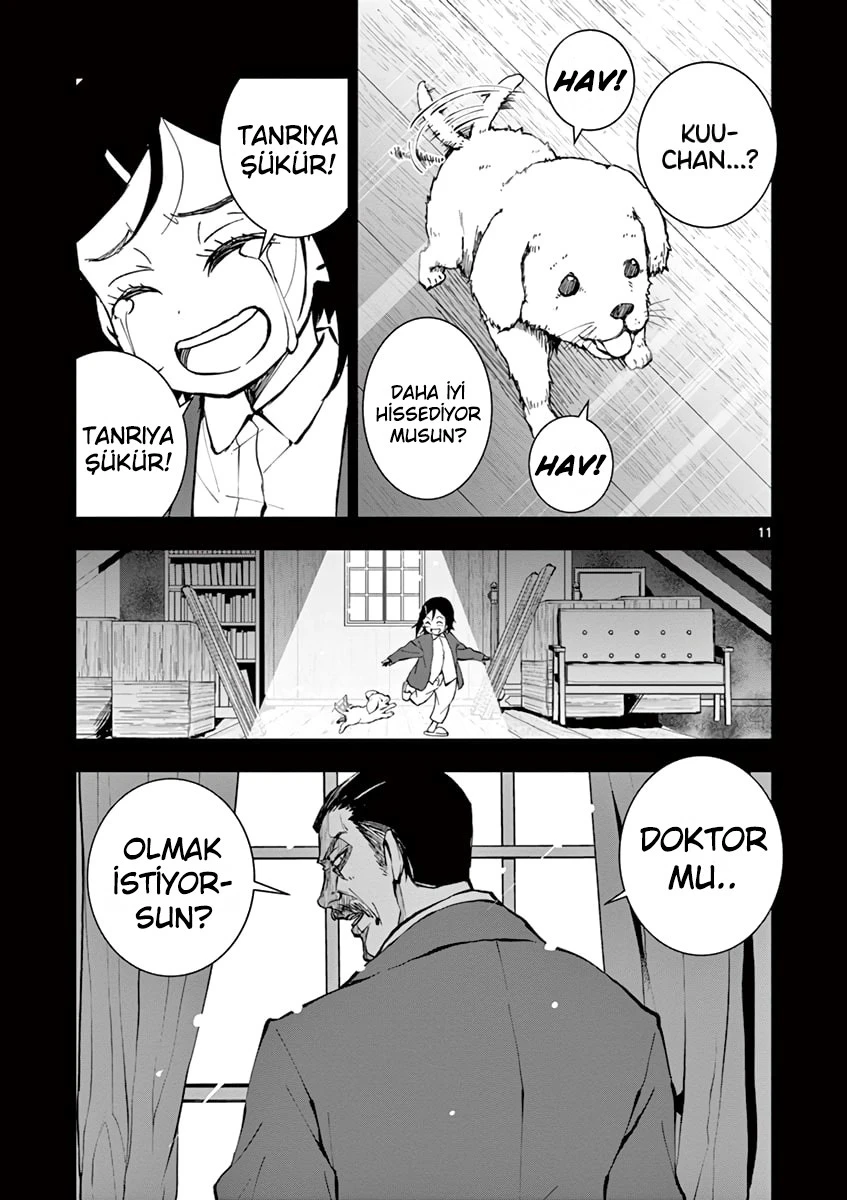 KUU-
CHAN...?
HAV!
DAHA İYİ
HİSSEDİYOR
MUSUN?
HAV!
TANRIYA
ŞÜKÜR!
TANRIYA
ŞÜKÜR!
11
DOKTOR
MU..
OLMAK
İSTİYOR-
SUN?